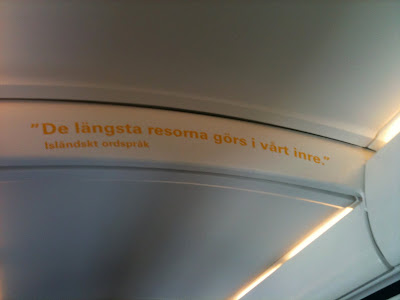 "De längsta resorna görs i vårt inre."
Isländskt ordspråk